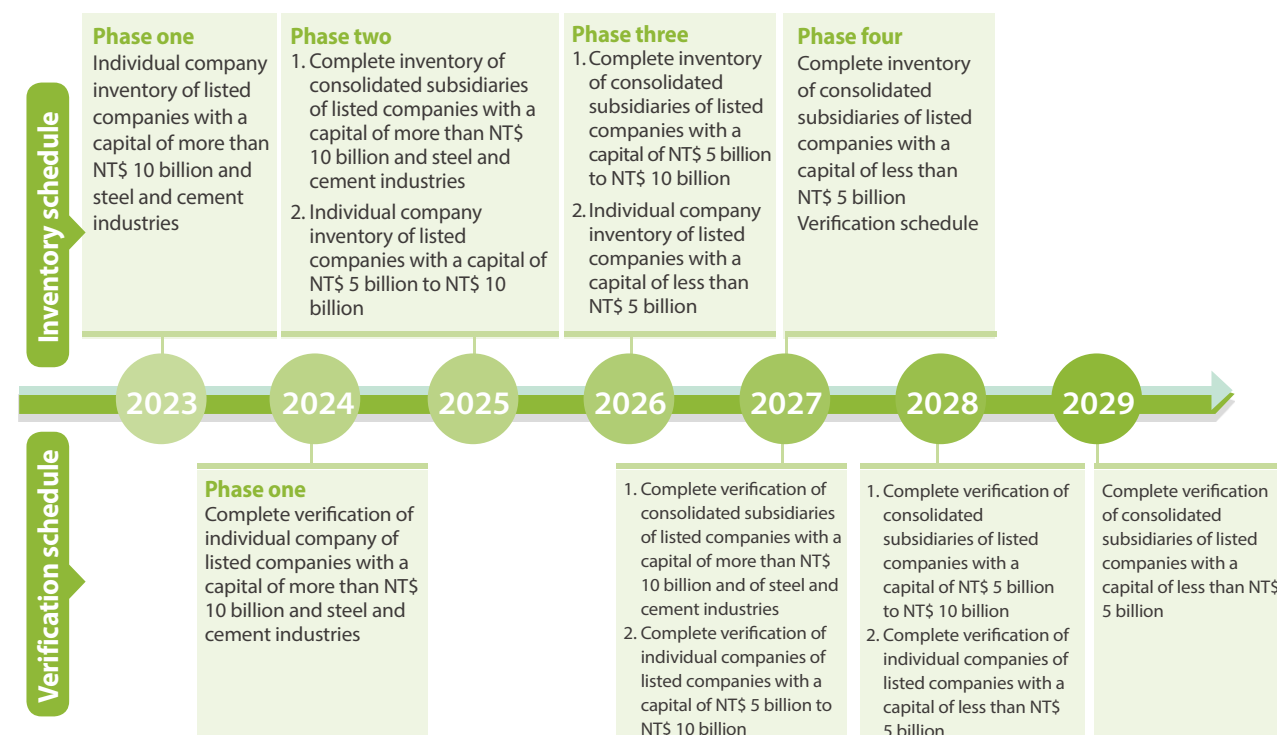 Inventory schedule
Phase one
Individual company
inventory of listed
companies with a
capital of more than
NT$ 10 billion and
steel and cement
industries
Phase two
1. Complete inventory of
consolidated subsidiaries
of listed companies with a
capital of more than NT$
10 billion and steel and
cement industries
2. Individual company
inventory of listed
companies with a capital of
NT$ 5 billion to NT$ 10
billion
Phase three
1. Complete inventory
of consolidated
subsidiaries of listed
companies with a
capital of NT$ 5 billion
to NT$ 10 billion
2. Individual company
inventory of listed
companies with a
capital of less than
NT$ 5 billion
Phase four
Complete inventory
of consolidated
subsidiaries of listed
companies with a
capital of less than
NT$ 5 billion
Verification schedule
2023
2024
2025
2026
2027
2028
2029
Verification schedule
Phase one
Complete verification of
individual company of
listed companies with a
capital of more than NT$
10 billion and steel and
cement industries
1. Complete verification of
consolidated subsidiaries
of listed companies with a
capital of more than NT$
10 billion and of steel and
cement industries
2. Complete verification of
individual companies of
listed companies with a
capital of NT$ 5 billion to
NT$ 10 billion
1. Complete verification of
consolidated
subsidiaries of listed
companies with a
capital of NT$ 5 billion
to NT$ 10 billion
2. Complete verification of
individual companies of
listed companies with a
capital of less than NT$
5 billion
Complete verification
of consolidated
subsidiaries of listed
companies with a
capital of less than NT$
5 billion